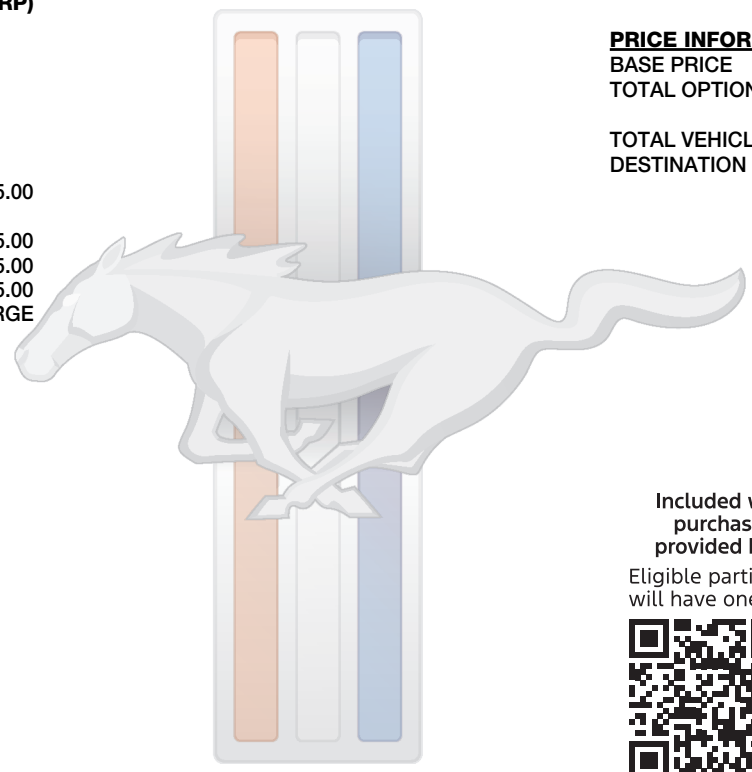 RP)
5.00
5.00
5.00
5.00
RGE
PRICE INFOR
BASE PRICE
TOTAL OPTION
TOTAL VEHICL
DESTINATION
Included w
purchas
provided b
Eligible parti
will have one